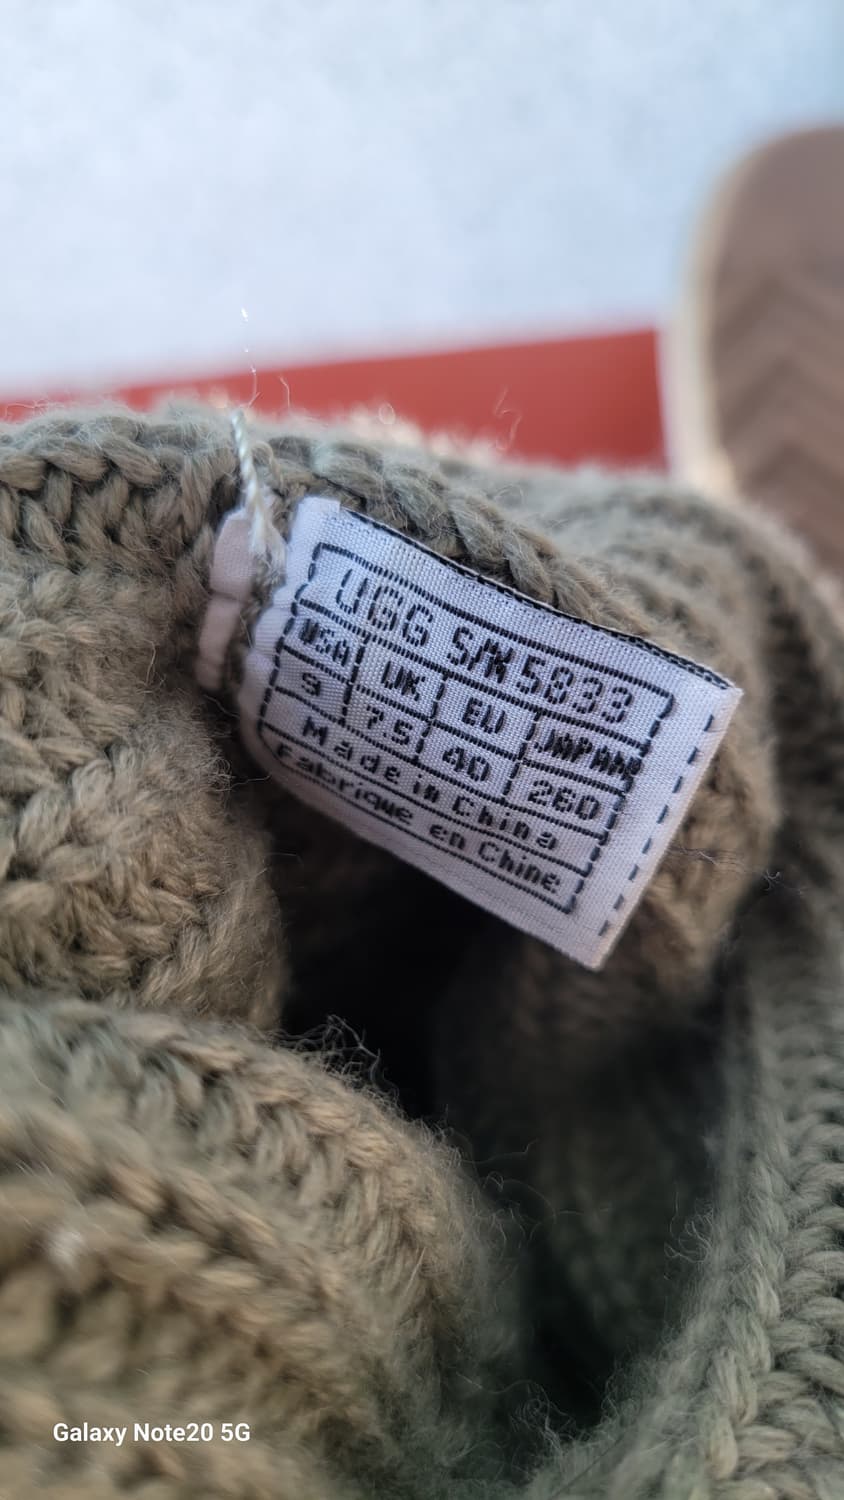 UGG S/N 5833
USA UK EU JAPAN
9 7.5 40 260
Made in China
Fabrique en Chine
Galaxy Note20 5G